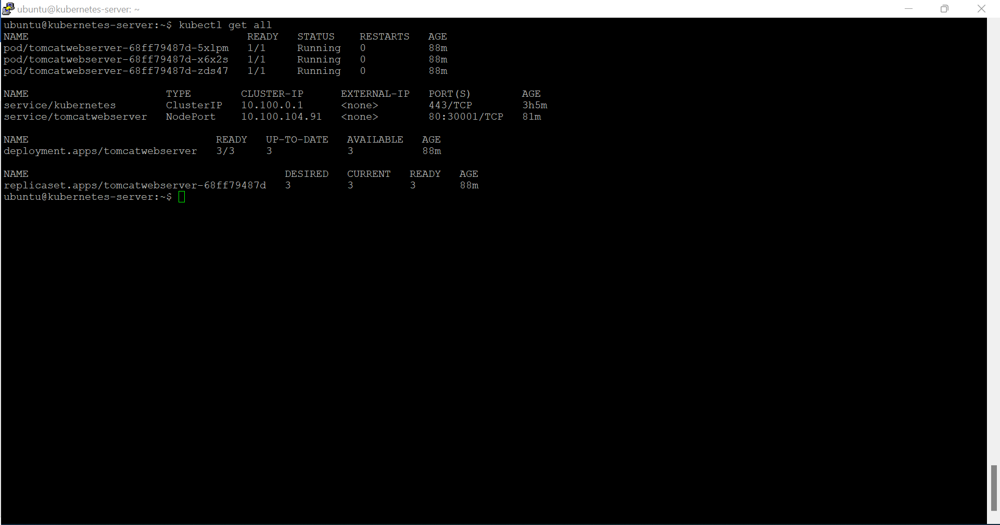 ubuntu@kubernetes-server: ~
ubuntu@kubernetes-server:~$ kubectl get all
NAME READY STATUS RESTARTS AGE
pod/tomcatwebserver-68ff79487d-5xlpm 1/1 Running 0 88m
pod/tomcatwebserver-68ff79487d-x6x2s 1/1 Running 0 88m
pod/tomcatwebserver-68ff79487d-zds47 1/1 Running 0 88m
NAME TYPE CLUSTER-IP EXTERNAL-IP PORT(S) AGE
service/kubernetes ClusterIP 10.100.0.1 <none> 443/TCP 3h5m
service/tomcatwebserver NodePort 10.100.104.91 <none> 80:30001/TCP 81m
NAME READY UP-TO-DATE AVAILABLE AGE
deployment.apps/tomcatwebserver 3/3 3 3 88m
NAME DESIRED CURRENT READY AGE
replicaset.apps/tomcatwebserver-68ff79487d 3 3 3 88m
ubuntu@kubernetes-server:~$